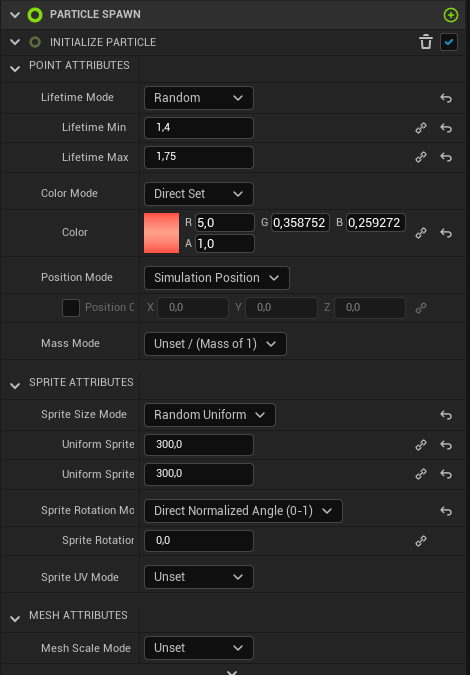 PARTICLE SPAWN
INITIALIZE PARTICLE
POINT ATTRIBUTES
Lifetime Mode Random
Lifetime Min 1,4
Lifetime Max 1,75
Color Mode Direct Set
Color R 5,0 G 0,358752 B 0,259272
A 1,0
Position Mode Simulation Position
Position X 0,0 Y 0,0 Z 0,0
Mass Mode Unset / (Mass of 1)
SPRITE ATTRIBUTES
Sprite Size Mode Random Uniform
Uniform Sprite 300,0
Uniform Sprite 300,0
Sprite Rotation Mo Direct Normalized Angle (0-1)
Sprite Rotation 0,0
Sprite UV Mode Unset
MESH ATTRIBUTES
Mesh Scale Mode Unset